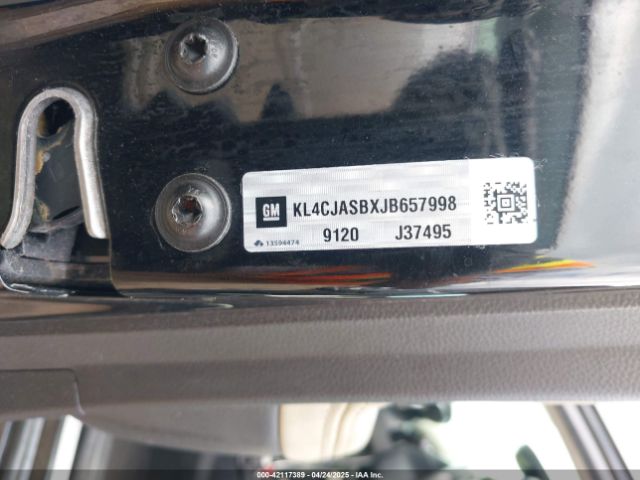 GM
KL4CJASBXJB657998
9120 J37495
13594474
000-42117389 - 04/24/2025 - IAA Inc.